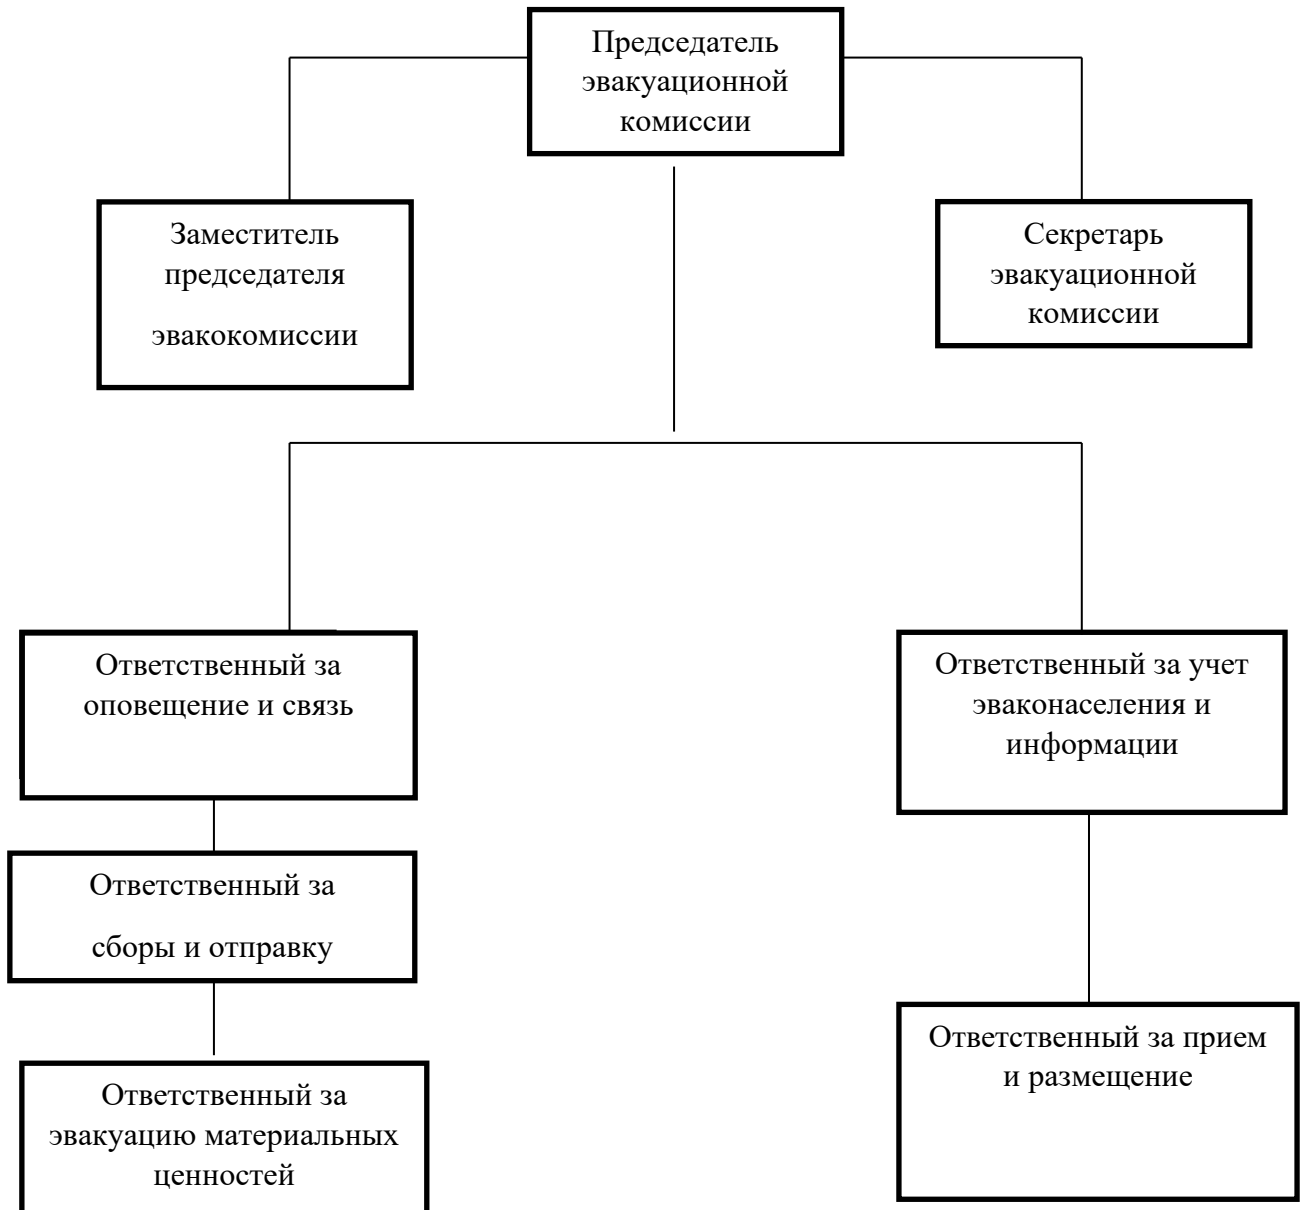 Председатель
эвакуационной
комиссии
Заместитель
председателя
эвакокомиссии
Секретарь
эвакуационной
комиссии
Ответственный за
оповещение и связь
Ответственный за учет
эваконаселения и
информации
Ответственный за
сборы и отправку
Ответственный за прием
и размещение
Ответственный за
эвакуацию материальных
ценностей